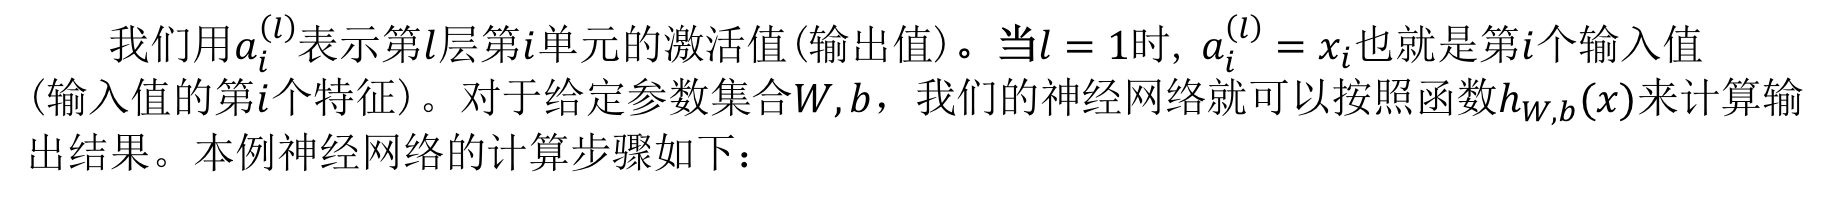 我们用$a_i^{(l)}$表示第$l$层第$i$单元的激活值(输出值)。当$l = 1$时, $a_i^{(l)} = x_i$也就是第$i$个输入值
(输入值的第$i$个特征)。对于给定参数集合$W, b$，我们的神经网络就可以按照函数$h_{W,b}(x)$来计算输
出结果。本例神经网络的计算步骤如下：